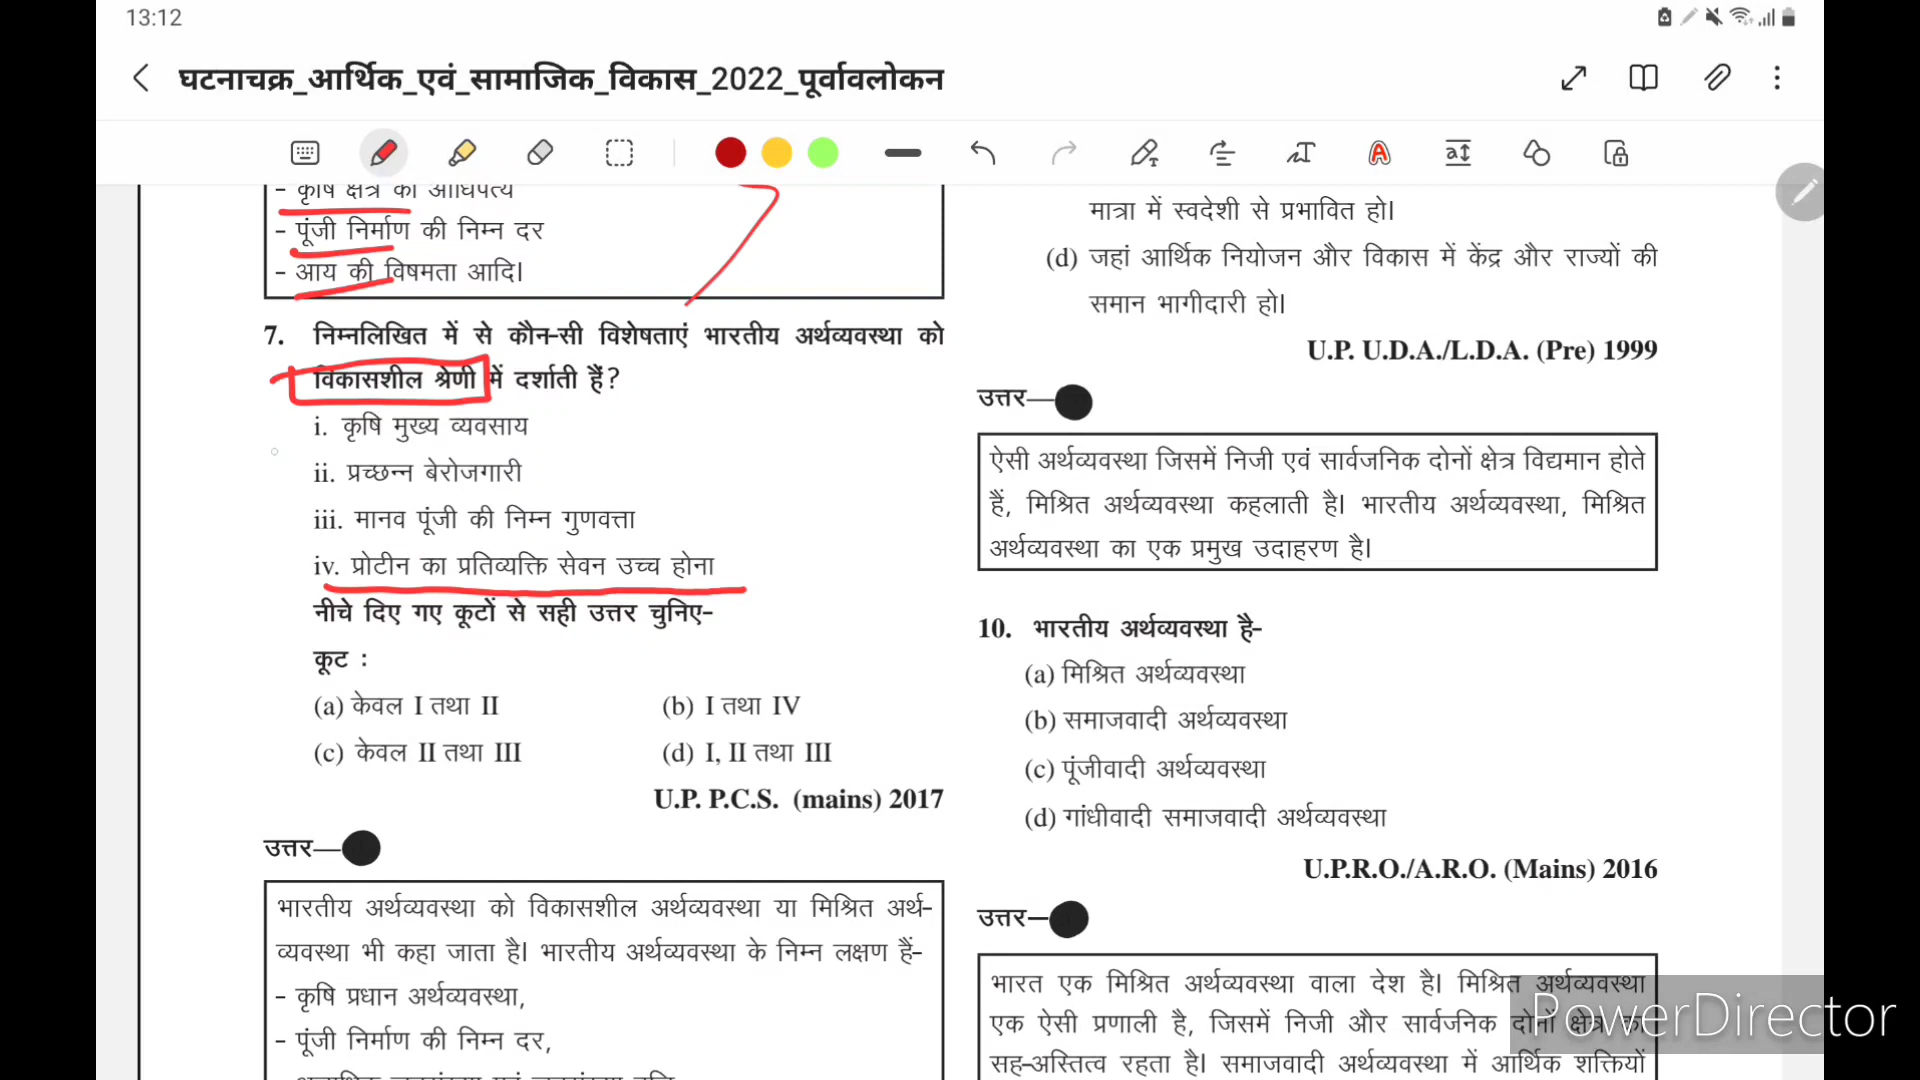 13:12
घटनाचक्र_आर्थिक_एवं_सामाजिक_विकास_2022_पूर्वावलोकन
- कृषि क्षेत्र का आधिपत्य
- पूंजी निर्माण की निम्न दर
- आय की विषमता आदि।
7. निम्नलिखित में से कौन-सी विशेषताएं भारतीय अर्थव्यवस्था को
विकासशील श्रेणी में दर्शाती हैं?
i. कृषि मुख्य व्यवसाय
ii. प्रच्छन्न बेरोजगारी
iii. मानव पूंजी की निम्न गुणवत्ता
iv. प्रोटीन का प्रतिव्यक्ति सेवन उच्च होना
नीचे दिए गए कूटों से सही उत्तर चुनिए-
कूट :
(a) केवल I तथा II (b) I तथा IV
(c) केवल II तथा III (d) I, II तथा III
U.P. P.C.S. (mains) 2017
उत्तर—
भारतीय अर्थव्यवस्था को विकासशील अर्थव्यवस्था या मिश्रित अर्थ-
व्यवस्था भी कहा जाता है। भारतीय अर्थव्यवस्था के निम्न लक्षण हैं-
- कृषि प्रधान अर्थव्यवस्था,
- पूंजी निर्माण की निम्न दर,
मात्रा में स्वदेशी से प्रभावित हो।
(d) जहां आर्थिक नियोजन और विकास में केंद्र और राज्यों की
समान भागीदारी हो।
U.P. U.D.A./L.D.A. (Pre) 1999
उत्तर—
ऐसी अर्थव्यवस्था जिसमें निजी एवं सार्वजनिक दोनों क्षेत्र विद्यमान होते
हैं, मिश्रित अर्थव्यवस्था कहलाती है। भारतीय अर्थव्यवस्था, मिश्रित
अर्थव्यवस्था का एक प्रमुख उदाहरण है।
10. भारतीय अर्थव्यवस्था है-
(a) मिश्रित अर्थव्यवस्था
(b) समाजवादी अर्थव्यवस्था
(c) पूंजीवादी अर्थव्यवस्था
(d) गांधीवादी समाजवादी अर्थव्यवस्था
U.P.R.O./A.R.O. (Mains) 2016
उत्तर—
भारत एक मिश्रित अर्थव्यवस्था वाला देश है। मिश्रित अर्थव्यवस्था
एक ऐसी प्रणाली है, जिसमें निजी और सार्वजनिक दोनों क्षेत्र का
सह-अस्तित्व रहता है। समाजवादी अर्थव्यवस्था में आर्थिक शक्तियों
PowerDirector